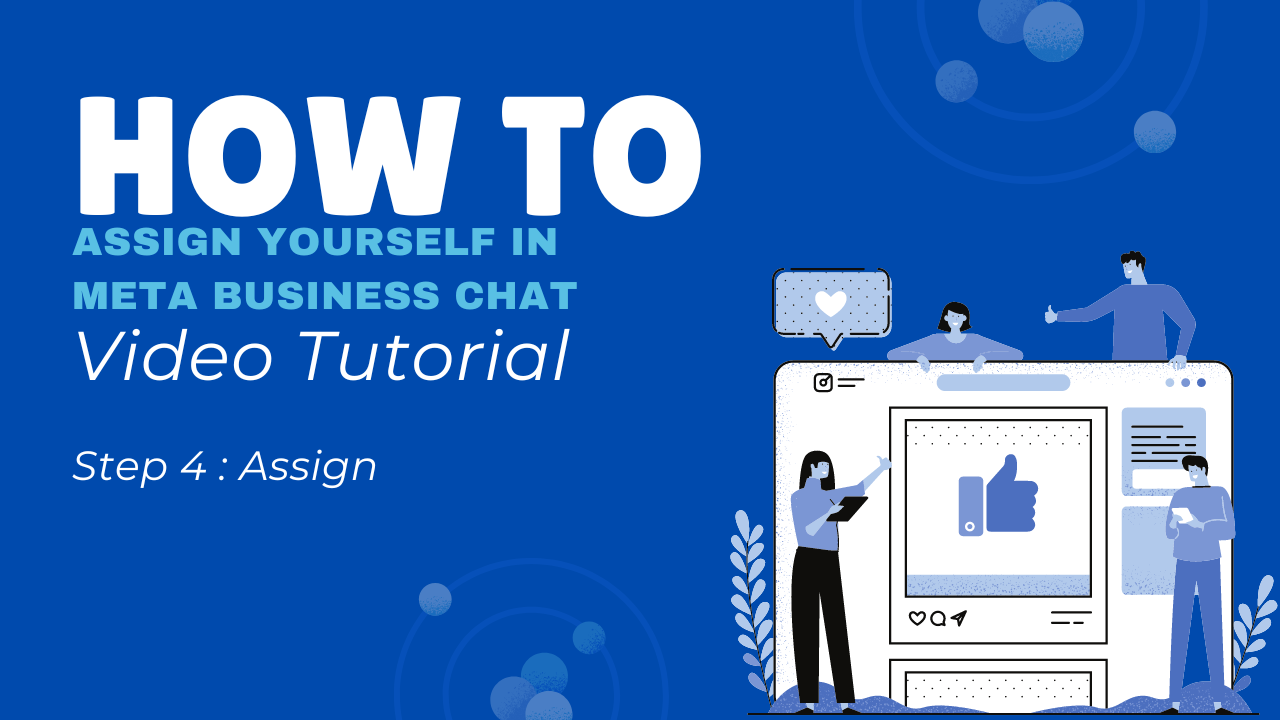 HOW TO
ASSIGN YOURSELF IN
META BUSINESS CHAT
Video Tutorial
Step 4 : Assign